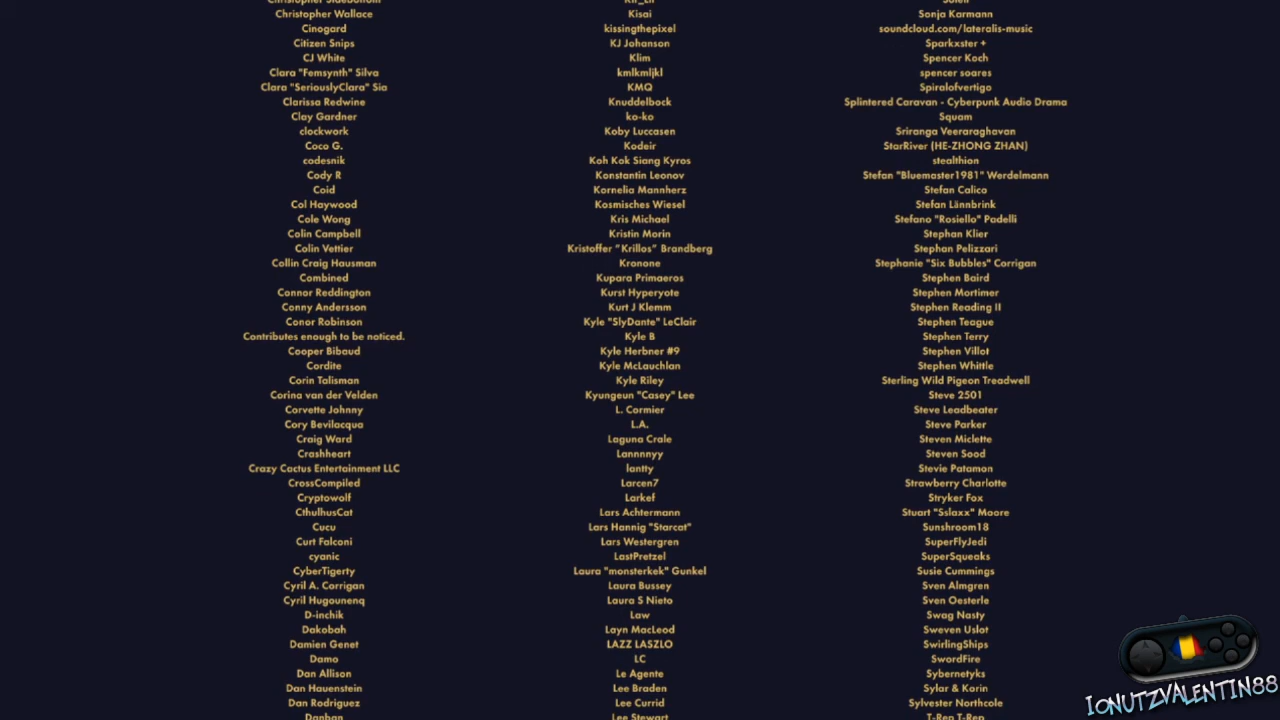 Christopher Wallace
Cinogard
Citizen Snips
CJ White
Clara "Femsynth" Silva
Clara "SeriouslyClara" Sia
Clarissa Redwine
Clay Gardner
clockwork
Coco G.
codesnik
Cody R
Coid
Col Haywood
Cole Wong
Colin Campbell
Colin Vettier
Collin Craig Hausman
Combined
Connor Reddington
Conny Andersson
Conor Robinson
Contributes enough to be noticed.
Cooper Bibaud
Cordite
Corin Talisman
Corina van der Velden
Corvette Johnny
Cory Bevilacqua
Craig Ward
Crashheart
Crazy Cactus Entertainment LLC
CrossCompiled
Cryptowolf
CthulhusCat
Cucu
Curt Falconi
cyanic
CyberTigerty
Cyril A. Corrigan
Cyril Hugounenq
D-inchik
Dakobah
Damien Genet
Damo
Dan Allison
Dan Hauenstein
Dan Rodriguez
Danban
Kisai
kissingthepixel
KJ Johanson
Klim
kmlkmljkl
KMQ
Knuddelbock
ko-ko
Koby Luccasen
Kodeir
Koh Kok Siang Kyros
Konstantin Leonov
Kornelia Mannherz
Kosmisches Wiesel
Kris Michael
Kristin Morin
Kristoffer "Krillos" Brandberg
Kronone
Kupara Primaeros
Kurst Hyperyote
Kurt J Klemm
Kyle "SlyDante" LeClair
Kyle B
Kyle Herbner #9
Kyle McLauchlan
Kyle Riley
Kyungeun "Casey" Lee
L. Cormier
L.A.
Laguna Crale
Lannnnyy
lantty
Larcen7
Larkef
Lars Achtermann
Lars Hannig "Starcat"
Lars Westergren
LastPretzel
Laura "monsterkek" Gunkel
Laura Bussey
Laura S Nieto
Law
Layn MacLeod
LAZZ LASZLO
LC
Le Agente
Lee Braden
Lee Currid
Lee Stewart
Sonja Karmann
soundcloud.com/lateralis-music
Sparkxster +
Spencer Koch
spencer soares
Spiralofvertigo
Splintered Caravan - Cyberpunk Audio Drama
Squam
Sriranga Veeraraghavan
StarRiver (HE-ZHONG ZHAN)
stealthion
Stefan "Bluemaster1981" Werdelmann
Stefan Calico
Stefan Lännbrink
Stefano "Rosiello" Padelli
Stephan Klier
Stephan Pelizzari
Stephanie "Six Bubbles" Corrigan
Stephen Baird
Stephen Mortimer
Stephen Reading II
Stephen Teague
Stephen Terry
Stephen Villot
Stephen Whittle
Sterling Wild Pigeon Treadwell
Steve 2501
Steve Leadbeater
Steve Parker
Steven Miclette
Steven Sood
Stevie Patamon
Strawberry Charlotte
Stryker Fox
Stuart "Sslaxx" Moore
Sunshroom18
SuperFlyJedi
SuperSqueaks
Susie Cummings
Sven Almgren
Sven Oesterle
Swag Nasty
Sweven Uslot
SwirlingShips
SwordFire
Sybernetyks
Sylar & Korin
Sylvester Northcole
T-Rep T-Rep
IonutzValentin88